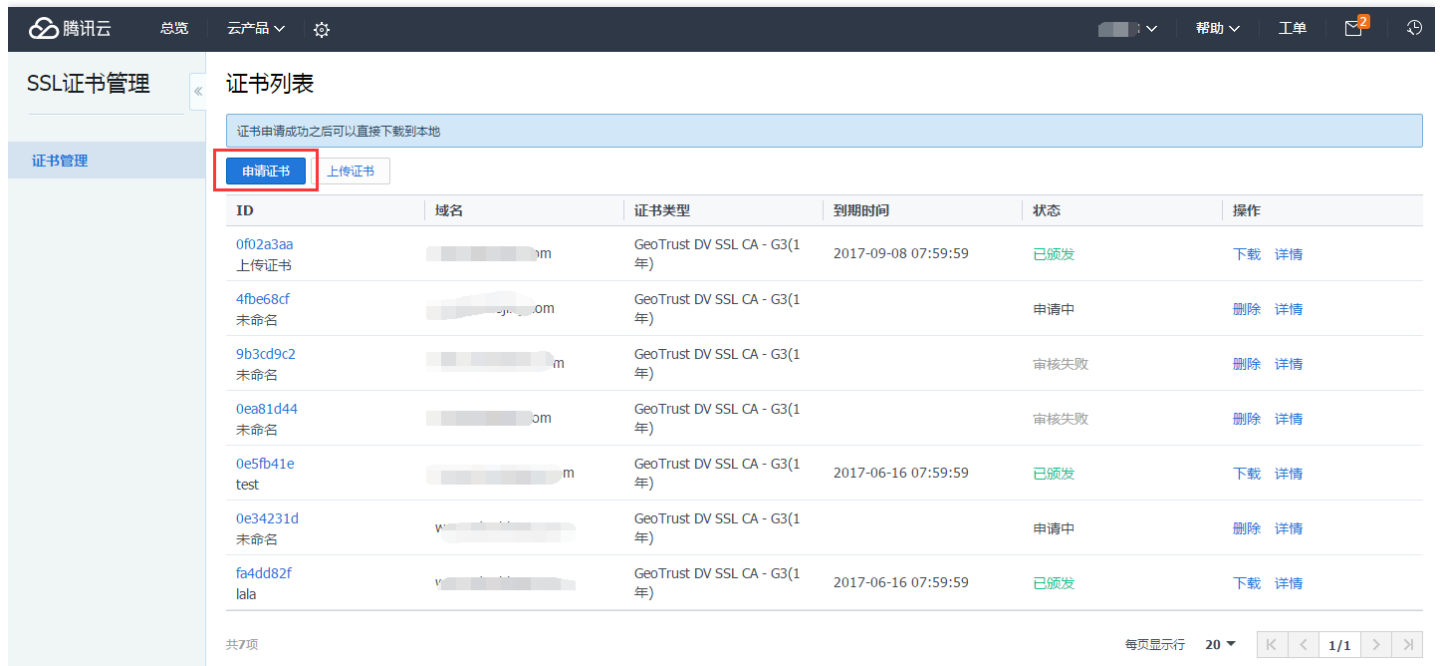 腾讯云 总览 云产品 帮助 工单 2
SSL证书管理
证书管理
证书列表
证书申请成功之后可以直接下载到本地
申请证书 上传证书
ID 域名 证书类型 到期时间 状态 操作
0f02a3aa om GeoTrust DV SSL CA - G3(1 2017-09-08 07:59:59 已颁发 下载 详情
上传证书 年)
4fbe68cf om GeoTrust DV SSL CA - G3(1 申请中 删除 详情
未命名 年)
9b3cd9c2 m GeoTrust DV SSL CA - G3(1 审核失败 删除 详情
未命名 年)
0ea81d44 om GeoTrust DV SSL CA - G3(1 审核失败 删除 详情
未命名 年)
0e5fb41e m GeoTrust DV SSL CA - G3(1 2017-06-16 07:59:59 已颁发 下载 详情
test 年)
0e34231d GeoTrust DV SSL CA - G3(1 申请中 删除 详情
未命名 年)
fa4dd82f GeoTrust DV SSL CA - G3(1 2017-06-16 07:59:59 已颁发 下载 详情
lala 年)
共7项 每页显示行 20 1/1